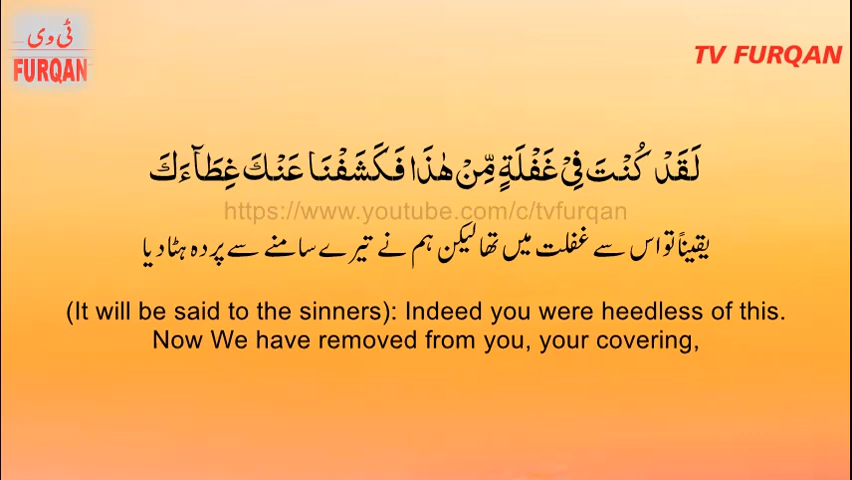 ٹی وی
FURQAN
TV FURQAN
لَقَدْ كُنْتَ فِيْ غَفْلَةٍ مِّنْ هٰذَا فَكَشَفْنَا عَنْكَ غِطَآءَكَ
https://www.youtube.com/c/tvfurqan
یقیناً تو اس سے غفلت میں تھا لیکن ہم نے تیرے سامنے سے پردہ ہٹا دیا
(It will be said to the sinners): Indeed you were heedless of this.
Now We have removed from you, your covering,